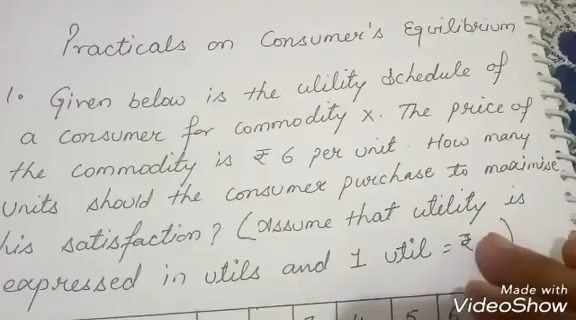 Practicals on Consumer's Equilibrium
1. Given below is the utility schedule of
a consumer for commodity x. The price of
the commodity is ₹ 6 per unit. How many
units should the consumer purchase to maximise
his satisfaction? (Assume that utility is
expressed in utils and 1 util = ₹ )
5
Made with
VideoShow